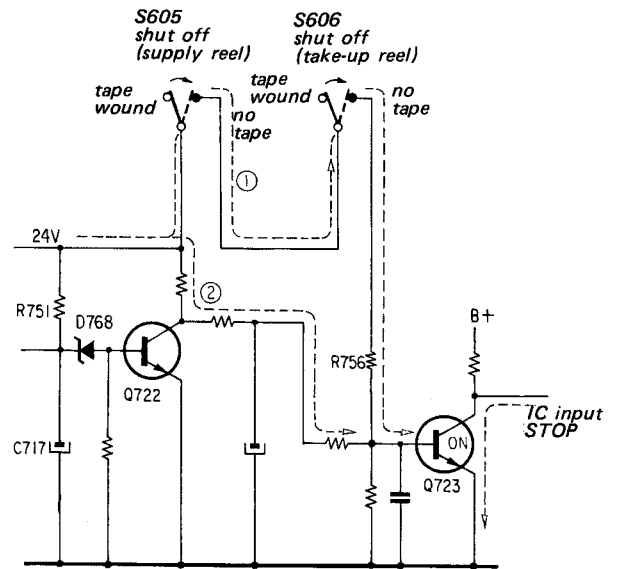 S605
shut off
(supply reel)
S606
shut off
(take-up reel)
tape
wound
no
tape
tape
wound
no
tape
1
24V
2
R751
D768
Q722
R756
B+
IC input
STOP
C717
ON
Q723